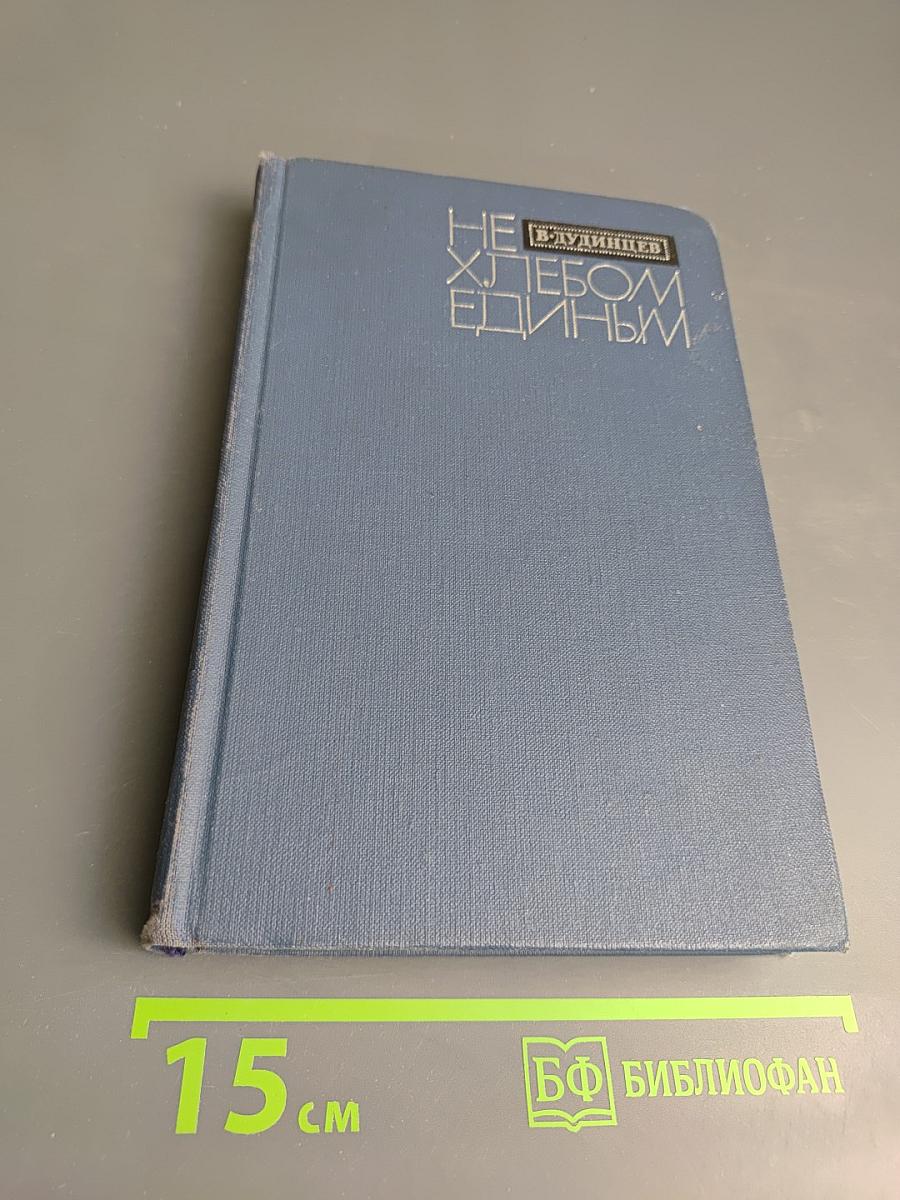 НЕ
В·ДУДИНЦЕВ
ХЛЕБОМ
ЕДИНЫМ
15 см
БФ БИБЛИОФАН